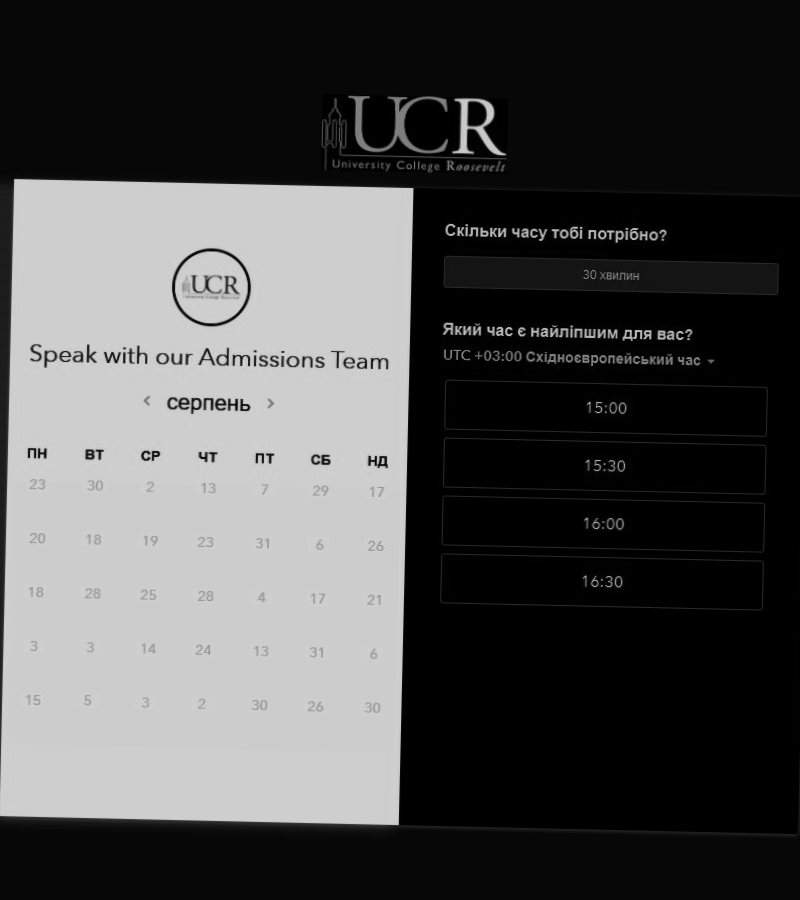 UCR
University College Roosevelt
UCR
University College Roosevelt
Speak with our Admissions Team
серпень
ПН ВТ СР ЧТ ПТ СБ НД
23 30 2 13 7 29 17
20 18 19 23 31 6 26
18 28 25 28 4 17 21
3 3 14 24 13 31 6
15 5 3 2 30 26 30
Скільки часу тобі потрібно?
30 хвилин
Який час є найліпшим для вас?
UTC +03:00 Східноєвропейський час
15:00
15:30
16:00
16:30